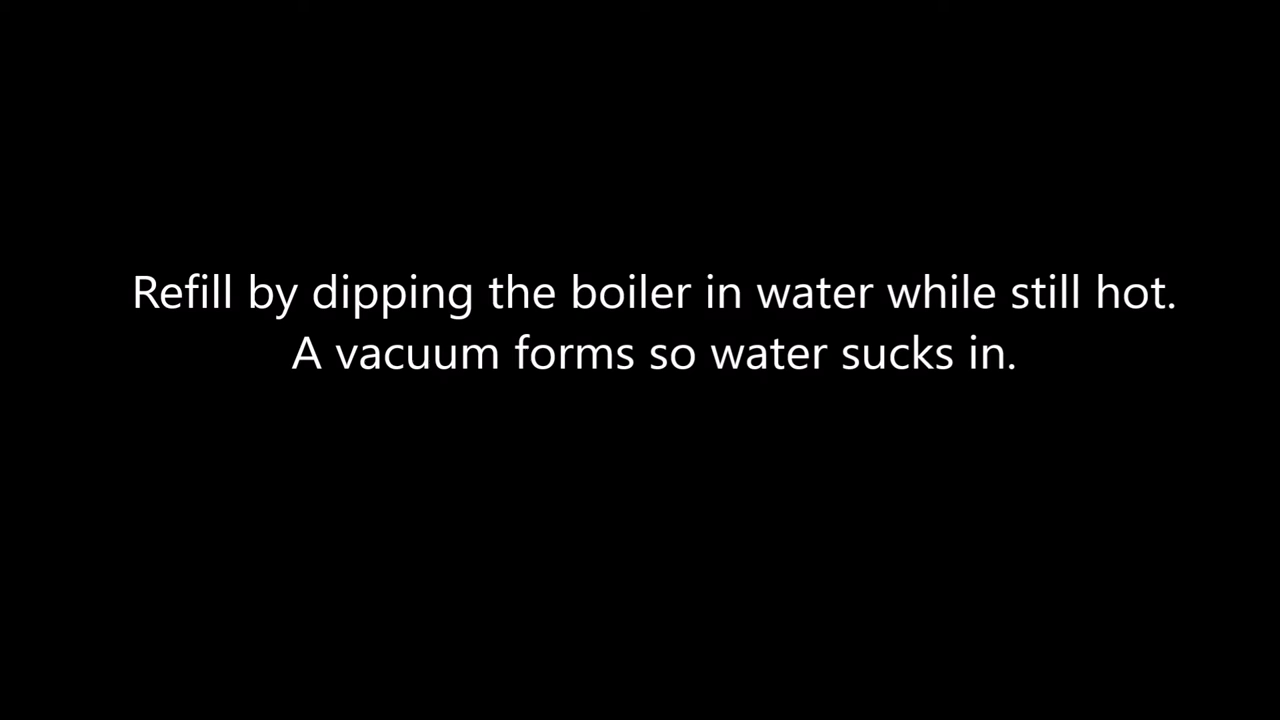 Refill by dipping the boiler in water while still hot.
A vacuum forms so water sucks in.